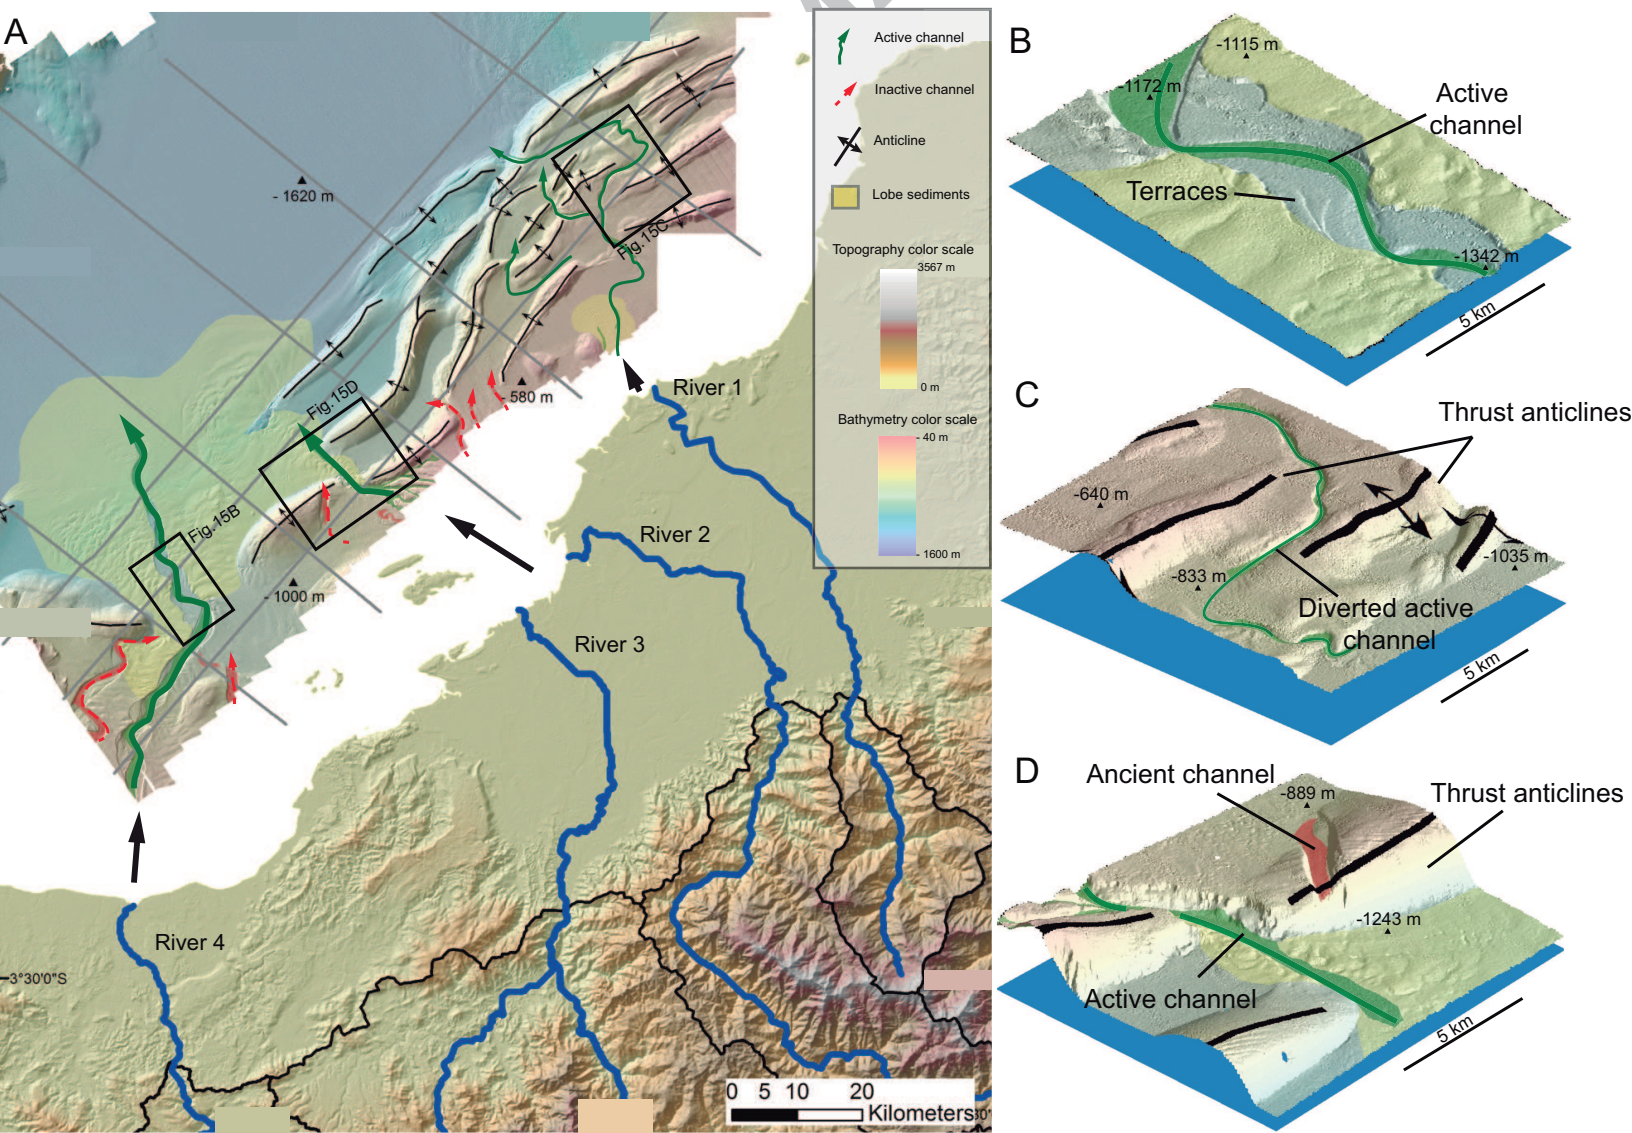 A
- 1620 m
Fig.15C
Fig.15D
- 580 m
Fig.15B
- 1000 m
River 1
River 2
River 3
River 4
3°30'0"S
0 5 10 20
Kilometers
Active channel
Inactive channel
Anticline
Lobe sediments
Topography color scale
3567 m
0 m
Bathymetry color scale
- 40 m
- 1600 m
B
-1115 m
-1172 m
Active
channel
Terraces
-1342 m
5 km
C
Thrust anticlines
-640 m
-833 m
-1035 m
Diverted active
channel
5 km
D
Ancient channel
-889 m
Thrust anticlines
-1243 m
Active channel
5 km